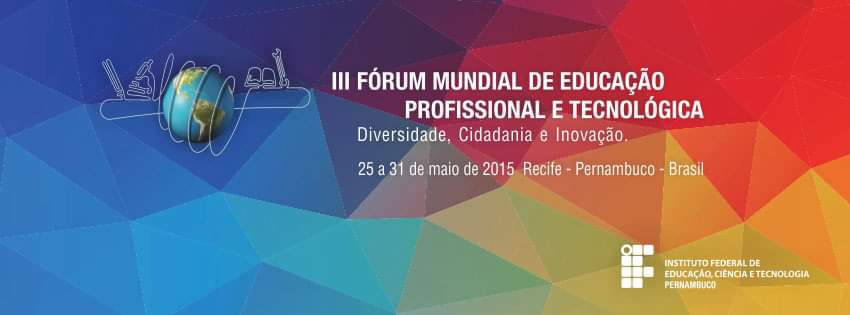 III FÓRUM MUNDIAL DE EDUCAÇÃO
PROFISSIONAL E TECNOLÓGICA
Diversidade, Cidadania e Inovação.
25 a 31 de maio de 2015 Recife - Pernambuco - Brasil
INSTITUTO FEDERAL DE
EDUCAÇÃO, CIÊNCIA E TECNOLOGIA
PERNAMBUCO